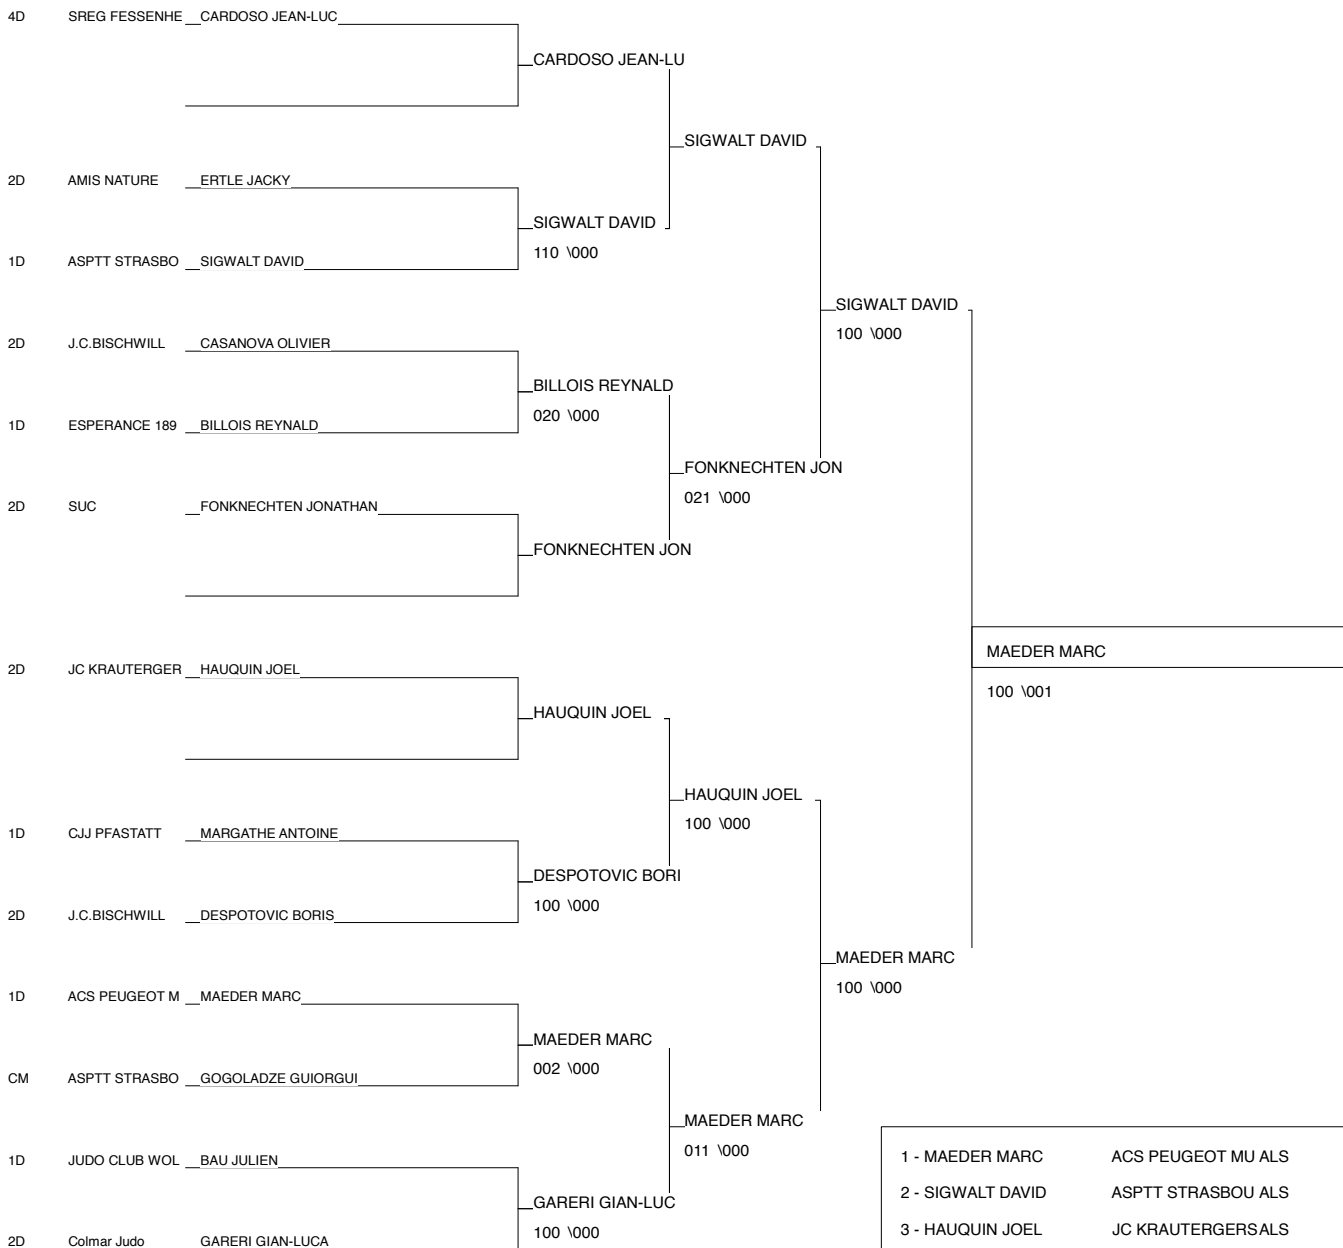 4D SREG FESSENHE CARDOSO JEAN-LUC
CARDOSO JEAN-LU
SIGWALT DAVID
2D AMIS NATURE ERTLE JACKY
SIGWALT DAVID
110 \000
1D ASPTT STRASBO SIGWALT DAVID
SIGWALT DAVID
100 \000
2D J.C.BISCHWILL CASANOVA OLIVIER
BILLOIS REYNALD
020 \000
1D ESPERANCE 189 BILLOIS REYNALD
FONKNECHTEN JON
021 \000
2D SUC FONKNECHTEN JONATHAN
FONKNECHTEN JON
MAEDER MARC
100 \001
2D JC KRAUTERGER HAUQUIN JOEL
HAUQUIN JOEL
HAUQUIN JOEL
100 \000
1D CJJ PFASTATT MARGATHE ANTOINE
DESPOTOVIC BORI
100 \000
2D J.C.BISCHWILL DESPOTOVIC BORIS
MAEDER MARC
100 \000
1D ACS PEUGEOT M MAEDER MARC
MAEDER MARC
002 \000
CM ASPTT STRASBO GOGOLADZE GUIORGUI
MAEDER MARC
011 \000
1D JUDO CLUB WOL BAU JULIEN
GARERI GIAN-LUC
100 \000
2D Colmar Judo GARERI GIAN-LUCA
1 - MAEDER MARC ACS PEUGEOT MU ALS
2 - SIGWALT DAVID ASPTT STRASBOU ALS
3 - HAUQUIN JOEL JC KRAUTERGERS ALS